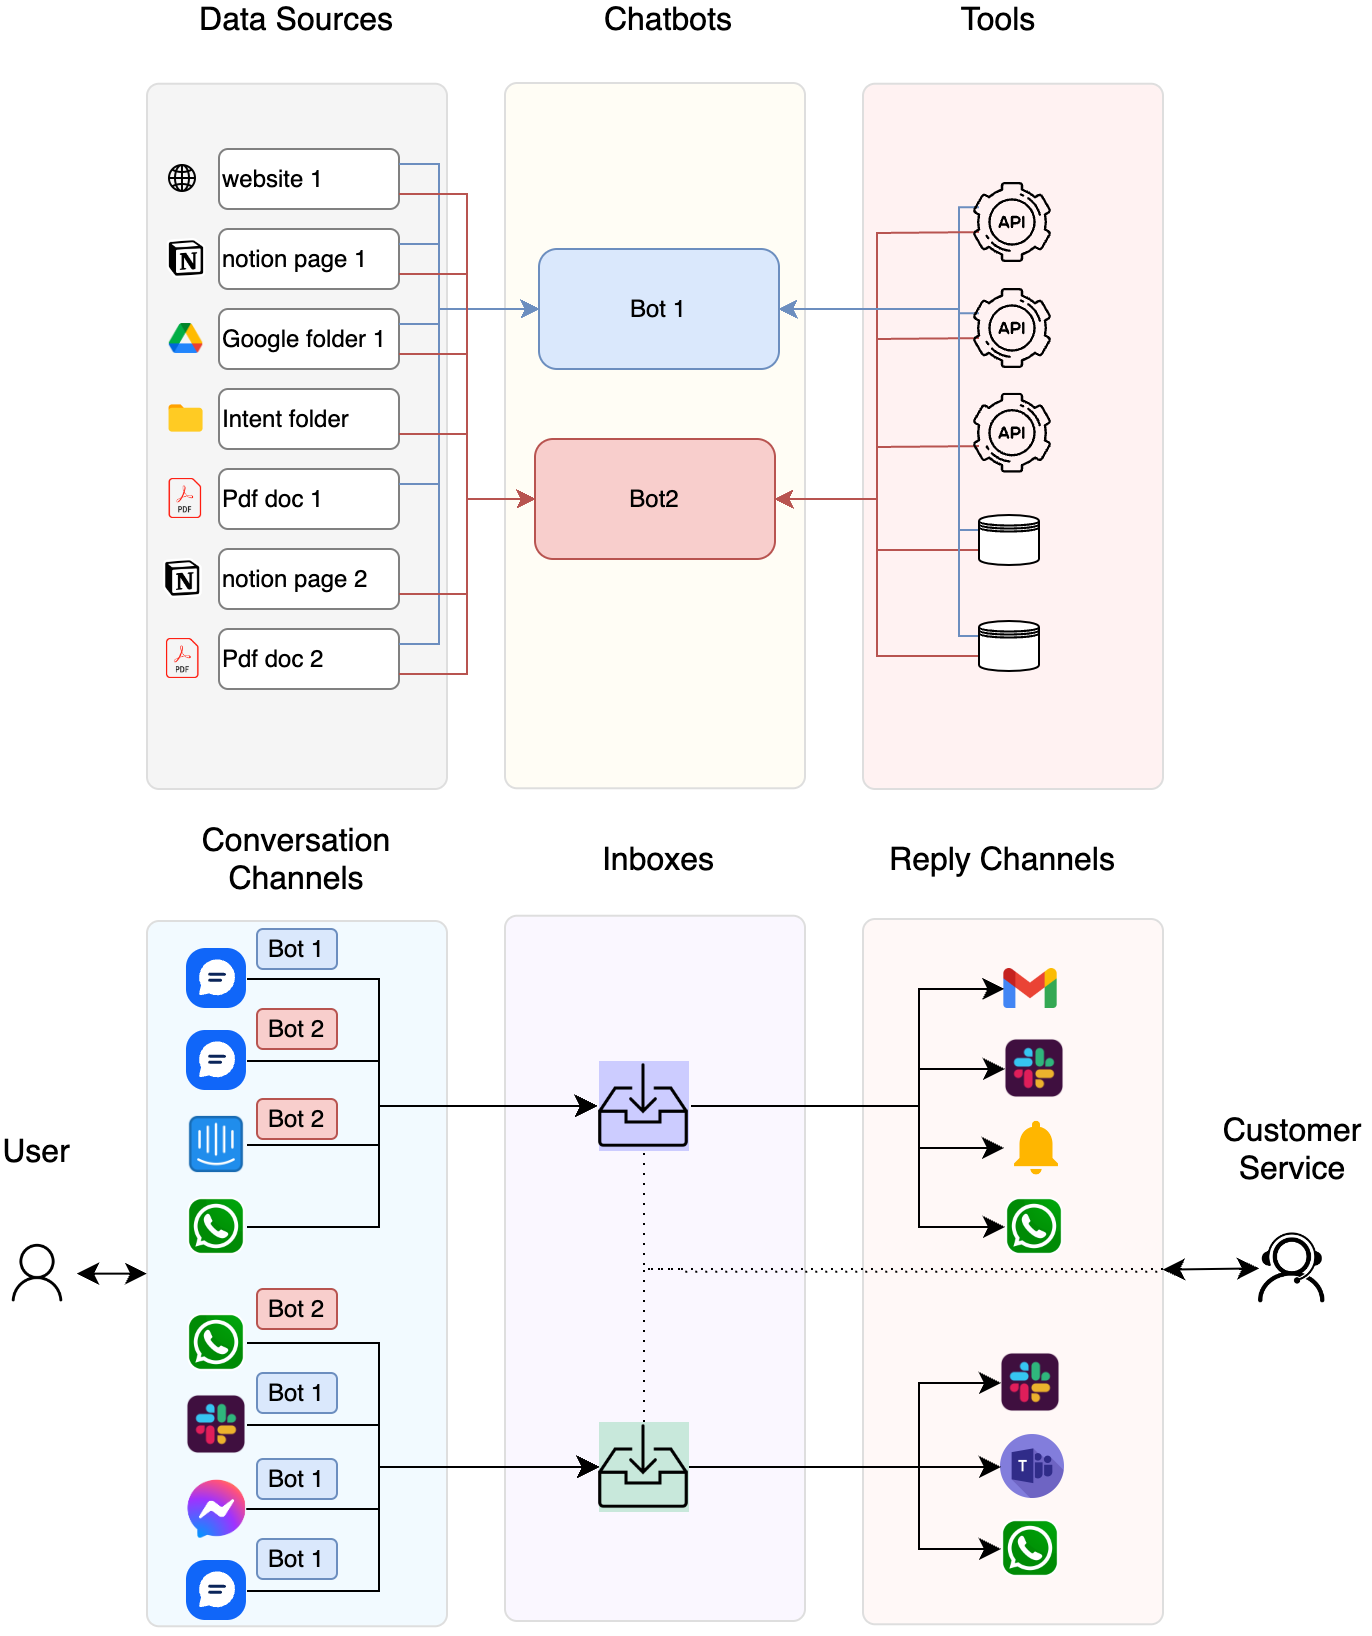 Data Sources
Chatbots
Tools
website 1
notion page 1
Google folder 1
Intent folder
PDF
Pdf doc 1
notion page 2
PDF
Pdf doc 2
Bot 1
Bot2
API
API
API
Conversation
Channels
Inboxes
Reply Channels
User
Bot 1
Bot 2
Bot 2
Bot 2
Bot 1
Bot 1
Bot 1
T
Customer
Service